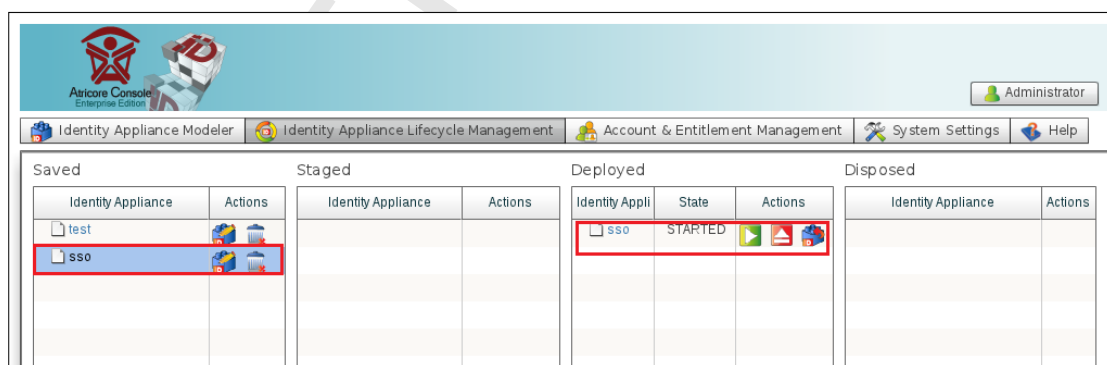 Atricore Console
Enterprise Edition
Administrator
Identity Appliance Modeler
Identity Appliance Lifecycle Management
Account & Entitlement Management
System Settings
Help
Saved
Staged
Deployed
Disposed
Identity Appliance
Actions
Identity Appliance
Actions
Identity Appli
State
Actions
Identity Appliance
Actions
test
sso
STARTED
sso